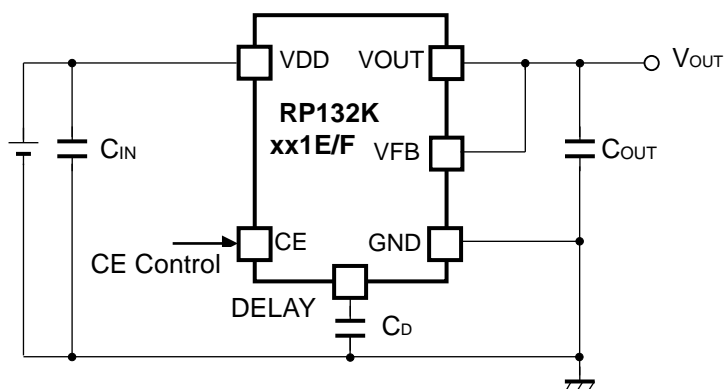 VDD
VOUT
VOUT
RP132K
xx1E/F
VFB
CIN
COUT
CE
GND
CE Control
DELAY
CD